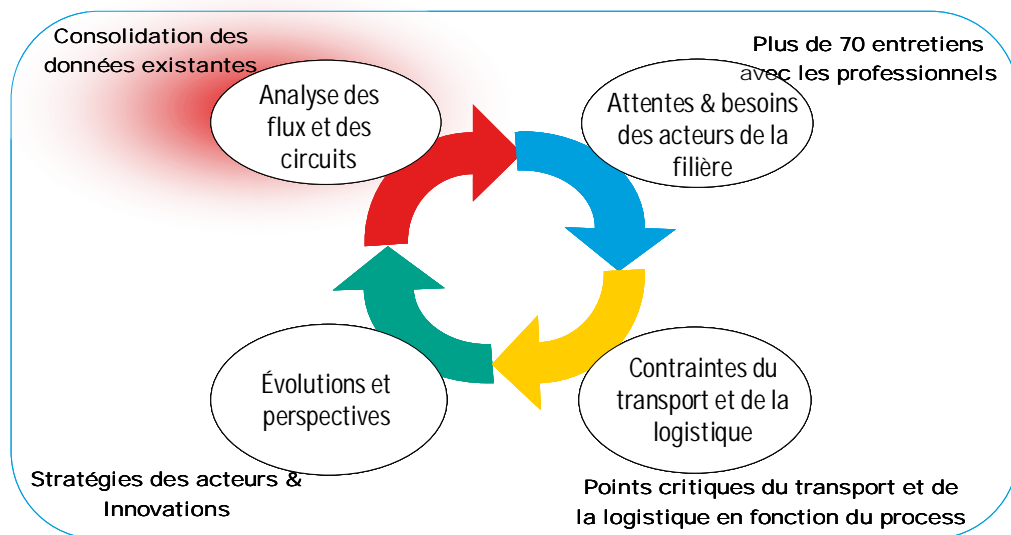 Consolidation des
données existantes
Analyse des
flux et des
circuits
Plus de 70 entretiens
avec les professionnels
Attentes & besoins
des acteurs de la
filière
Évolutions et
perspectives
Stratégies des acteurs &
Innovations
Contraintes du
transport et de la
logistique
Points critiques du transport et de
la logistique en fonction du process